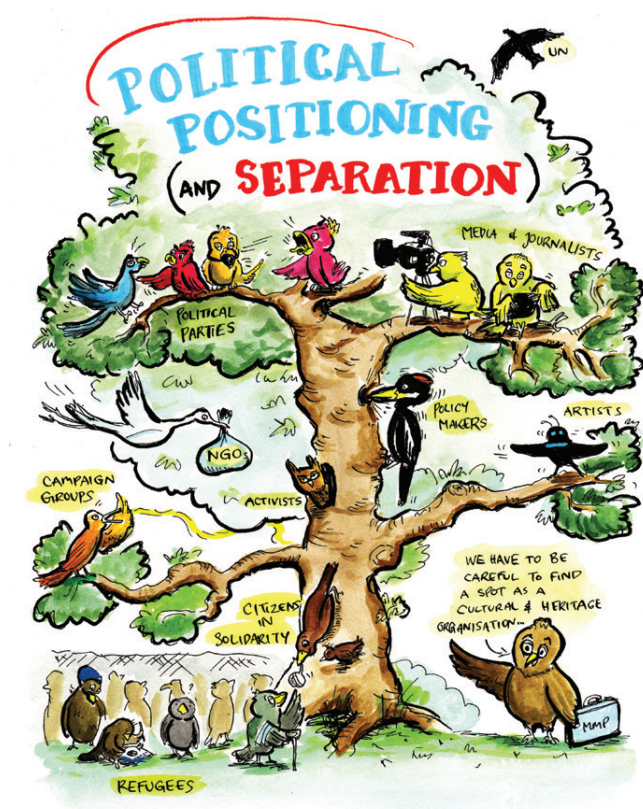 POLITICAL
POSITIONING
(AND SEPARATION)
UN
MEDIA & JOURNALISTS
POLITICAL
PARTIES
NGOs
POLICY
MAKERS
ARTISTS
CAMPAIGN
GROUPS
ACTIVISTS
WE HAVE TO BE
CAREFUL TO FIND
A SPOT AS A
CULTURAL & HERITAGE
ORGANISATION...
CITIZENS
IN
SOLIDARITY
MMP
REFUGEES